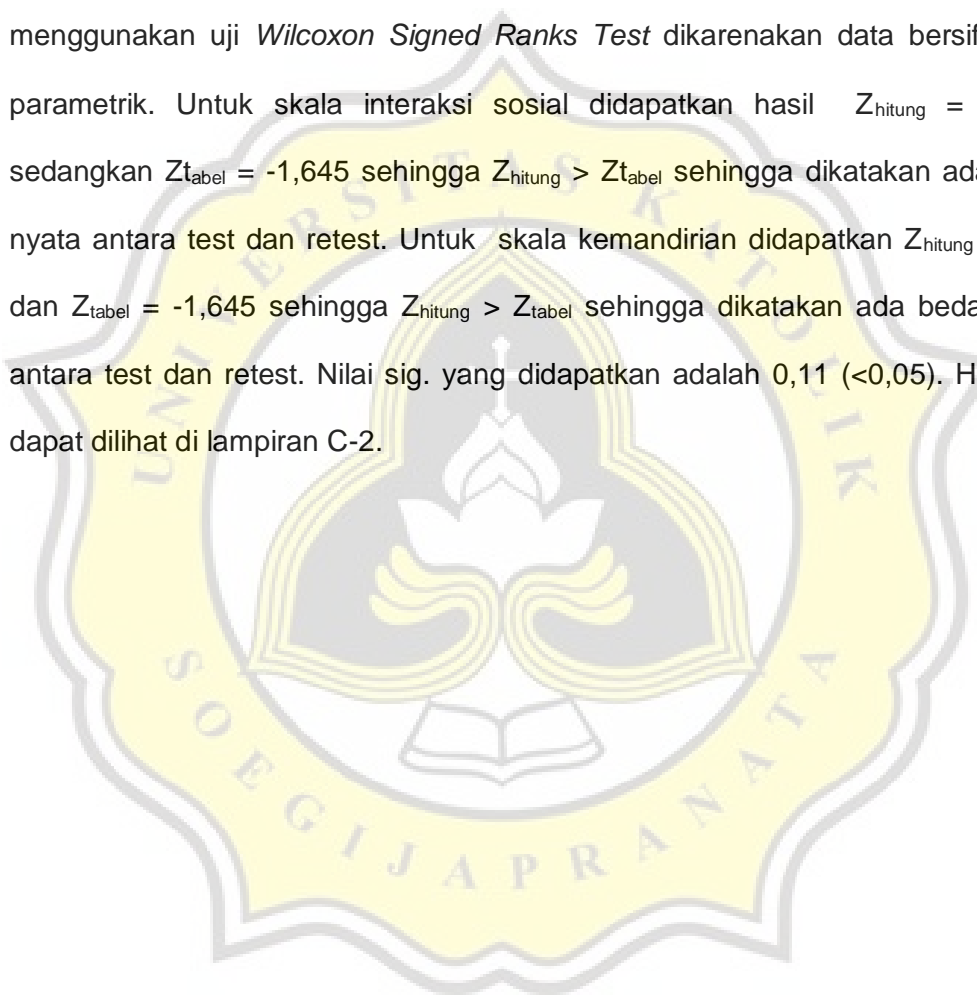 menggunakan uji Wilcoxon Signed Ranks Test dikarenakan data
parametrik. Untuk skala interaksi sosial didapatkan hasil Zhitung =
sedangkan Ztabel = -1,645 sehingga Zhitung > Ztabel sehingga dikatakan
nyata antara test dan retest. Untuk skala kemandirian didapatkan Zhitung
dan Ztabel = -1,645 sehingga Zhitung > Ztabel sehingga dikatakan ada
antara test dan retest. Nilai sig. yang didapatkan adalah 0,11 (<0,05).
dapat dilihat di lampiran C-2.
UNIVERSITAS KATOLIK
SOEGIJAPRANATA